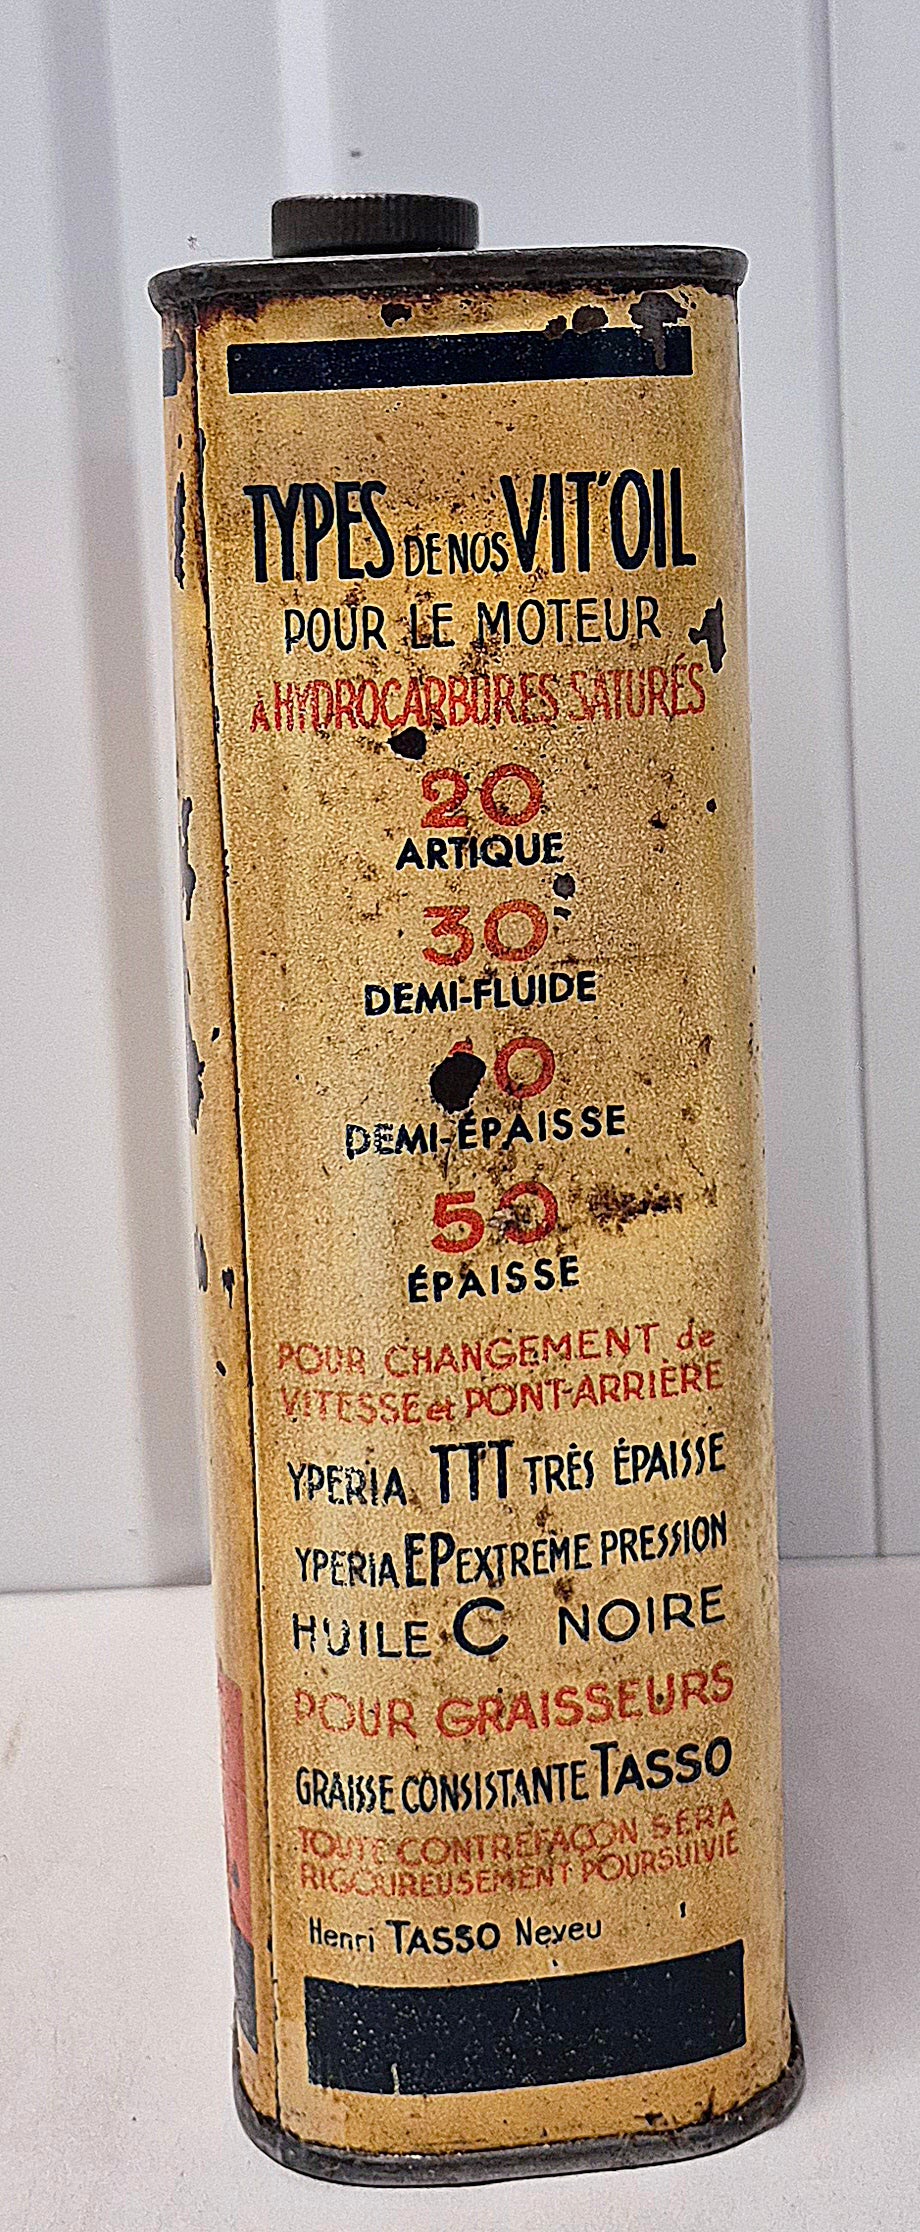 TYPES DE NOS VIT'OIL
POUR LE MOTEUR
À HYDROCARBURES SATURÉS
20
ARTIQUE
30
DEMI-FLUIDE
0
DEMI-ÉPAISSE
50
ÉPAISSE
POUR CHANGEMENT de
VITESSE et PONT-ARRIÈRE
YPERIA TTT TRÈS ÉPAISSE
YPERIA EP EXTREME PRESSION
HUILE C NOIRE
POUR GRAISSEURS
GRAISSE CONSISTANTE TASSO
TOUTE CONTREFAÇON SERA
RIGOUREUSEMENT POURSUIVIE
Henri TASSO Neveu